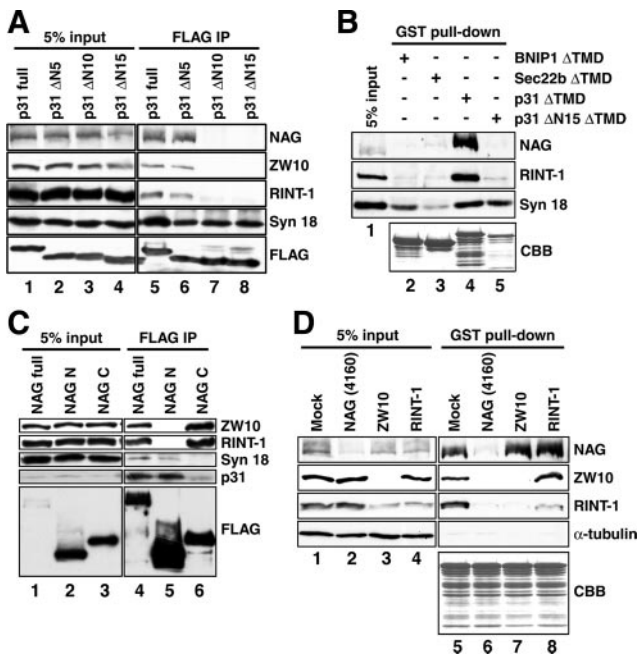 A
5% input
FLAG IP
p31 full
p31 ΔN5
p31 ΔN10
p31 ΔN15
p31 full
p31 ΔN5
p31 ΔN10
p31 ΔN15
NAG
ZW10
RINT-1
Syn 18
FLAG
1 2 3 4 5 6 7 8
B
GST pull-down
5% input
+ - - - BNIP1 ΔTMD
- + - - Sec22b ΔTMD
- - + - p31 ΔTMD
- - - + p31 ΔN15 ΔTMD
NAG
RINT-1
Syn 18
1
CBB
2 3 4 5
C
5% input
FLAG IP
NAG full
NAG N
NAG C
NAG full
NAG N
NAG C
ZW10
RINT-1
Syn 18
p31
FLAG
1 2 3 4 5 6
D
5% input
GST pull-down
Mock
NAG (4160)
ZW10
RINT-1
Mock
NAG (4160)
ZW10
RINT-1
NAG
ZW10
RINT-1
α-tubulin
1 2 3 4
CBB
5 6 7 8